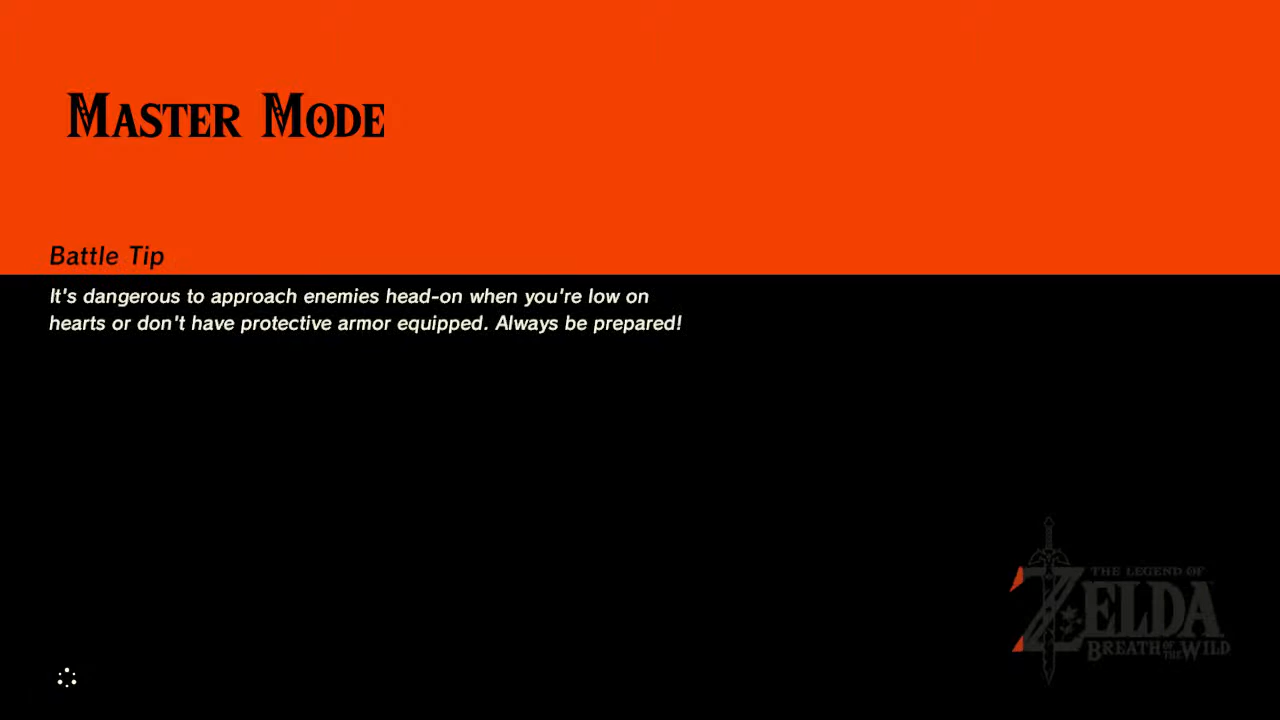 Master Mode
Battle Tip
It's dangerous to approach enemies head-on when you're low on
hearts or don't have protective armor equipped. Always be prepared!
THE LEGEND OF
ZELDA
BREATH OF THE WILD